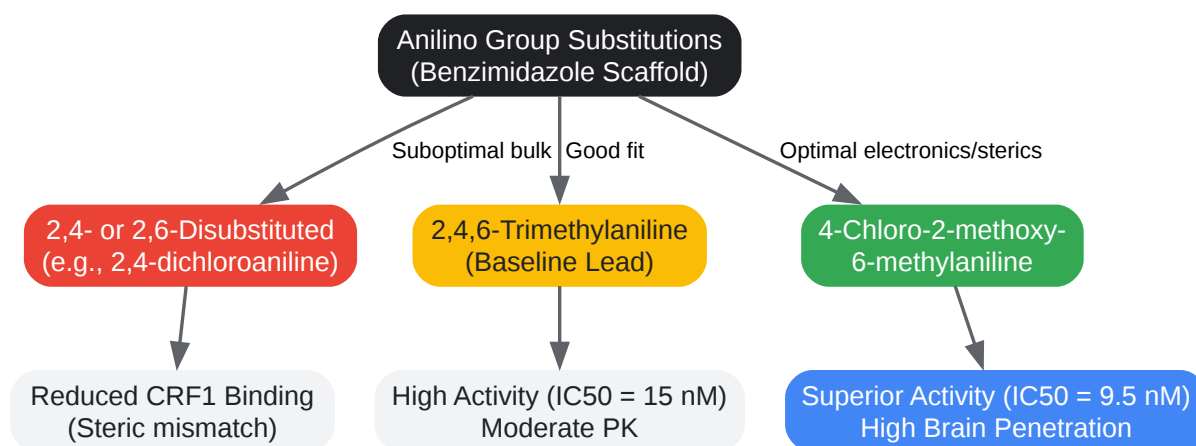 Anilino Group Substitutions
(Benzimidazole Scaffold)
Suboptimal bulk
Good fit
Optimal electronics/sterics
2,4- or 2,6-Disubstituted
(e.g., 2,4-dichloroaniline)
2,4,6-Trimethylaniline
(Baseline Lead)
4-Chloro-2-methoxy-
6-methylaniline
Reduced CRF1 Binding
(Steric mismatch)
High Activity (IC50 = 15 nM)
Moderate PK
Superior Activity (IC50 = 9.5 nM)
High Brain Penetration